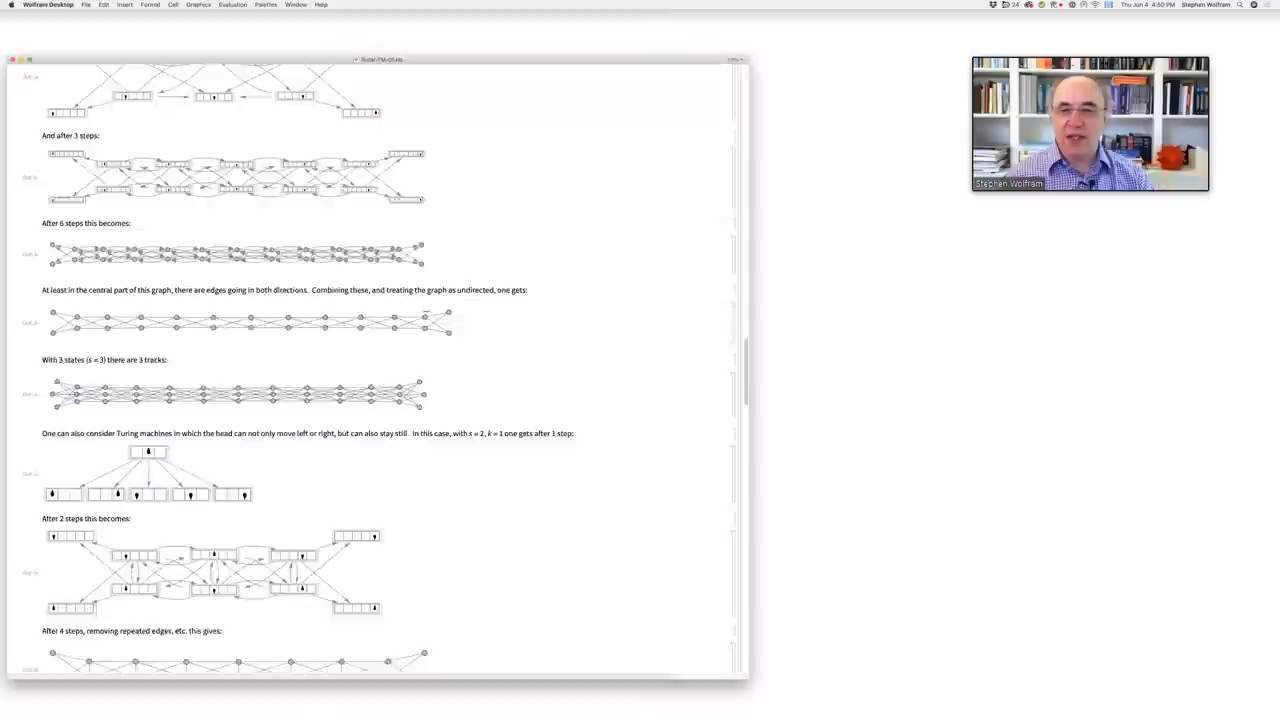 Wolfram Desktop File Edit Insert Format Cell Graphics Evaluation Palettes Window Help
24 Thu Jun 4 4:50 PM Stephen Wolfram
And after 3 steps:
After 6 steps this becomes:
At least in the central part of this graph, there are edges going in both directions. Combining these, and treating the graph as undirected, one gets:
With 3 states (s = 3) there are 3 tracks:
One can also consider Turing machines in which the head can not only move left or right, but can also stay still. In this case, with s = 2, k = 1 one gets after 1 step:
After 2 steps this becomes:
After 4 steps, removing repeated edges, etc. this gives:
Stephen Wolfram